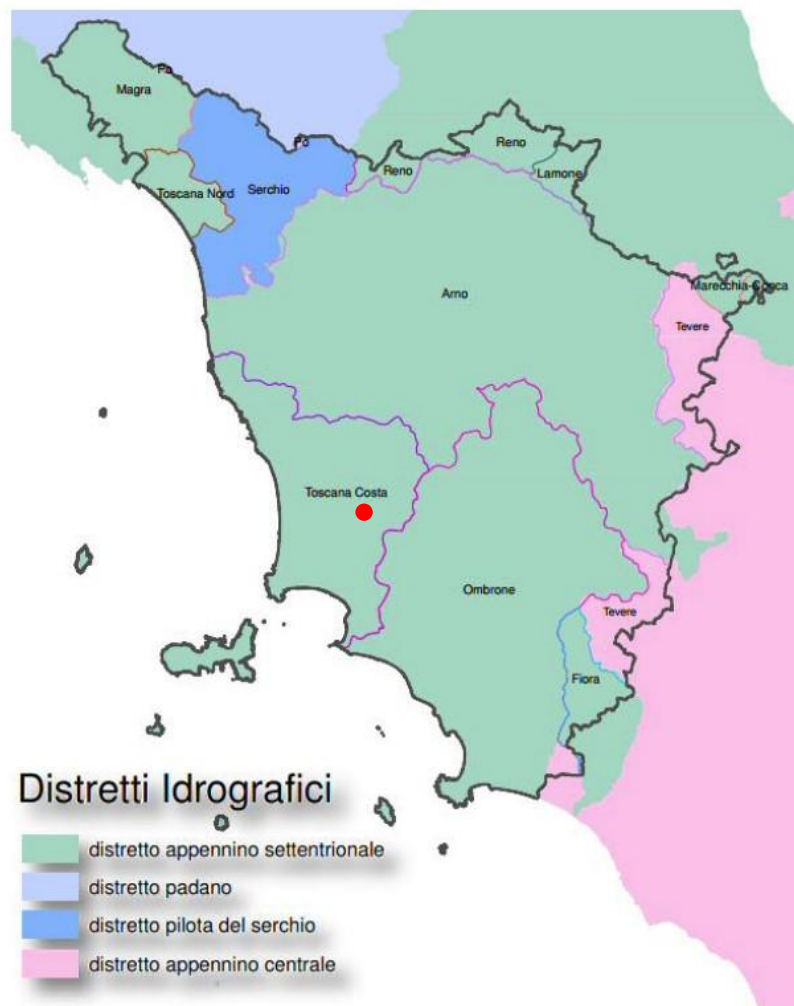 Po
Magra
Po
Reno
Reno
Lamone
Toscana Nord
Serchio
Marecchia-Conca
Arno
Tevere
Toscana Costa
Ombrone
Tevere
Fiora
Distretti Idrografici
distretto appennino settentrionale
distretto padano
distretto pilota del serchio
distretto appennino centrale